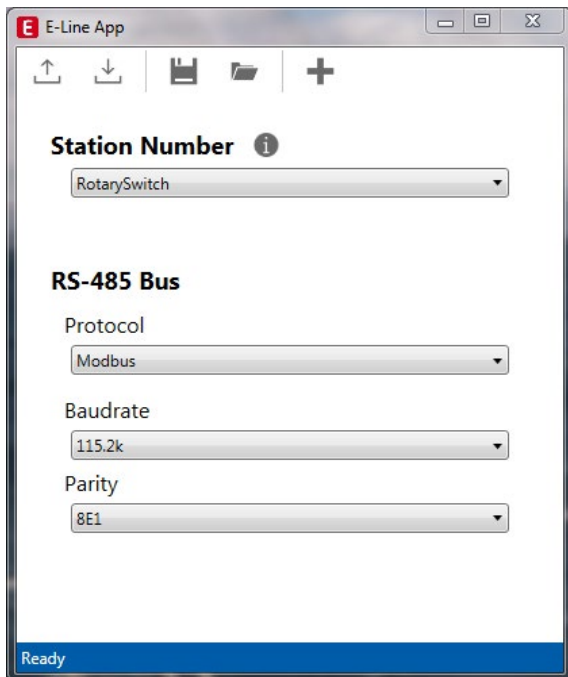 E E-Line App
Station Number i
RotarySwitch
RS-485 Bus
Protocol
Modbus
Baudrate
115.2k
Parity
8E1
Ready